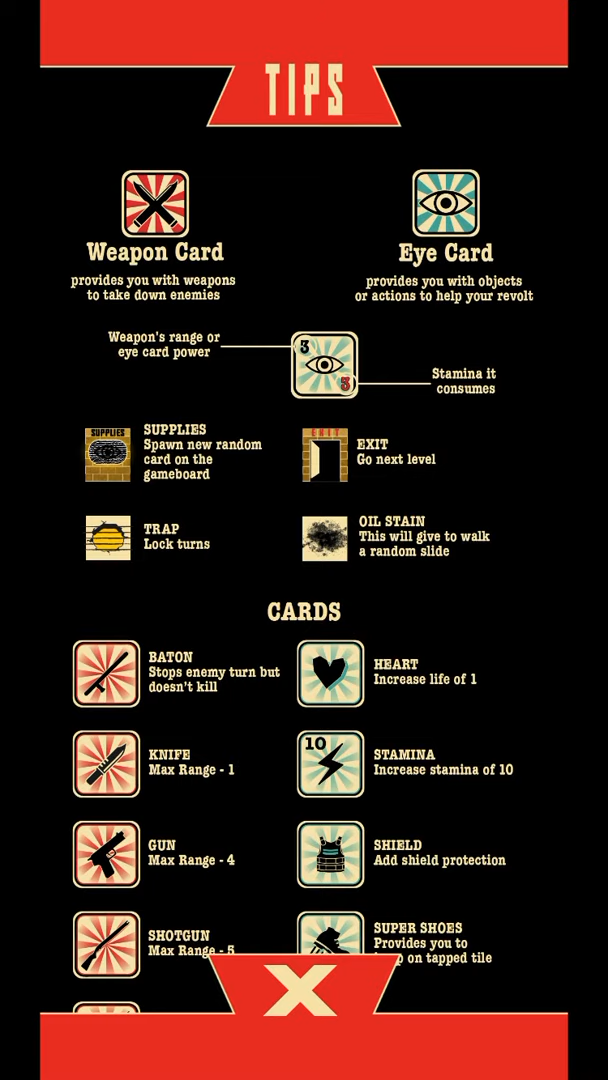 TIPS
Weapon Card
provides you with weapons
to take down enemies
Eye Card
provides you with objects
or actions to help your revolt
Weapon's range or
eye card power
3
3
Stamina it
consumes
SUPPLIES
SUPPLIES
Spawn new random
card on the
gameboard
EXIT
EXIT
Go next level
TRAP
Lock turns
OIL STAIN
This will give to walk
a random slide
CARDS
BATON
Stops enemy turn but
doesn't kill
HEART
Increase life of 1
KNIFE
Max Range - 1
10
STAMINA
Increase stamina of 10
GUN
Max Range - 4
SHIELD
Add shield protection
SHOTGUN
Max Range - 5
SUPER SHOES
Provides you to
on tapped tile
X